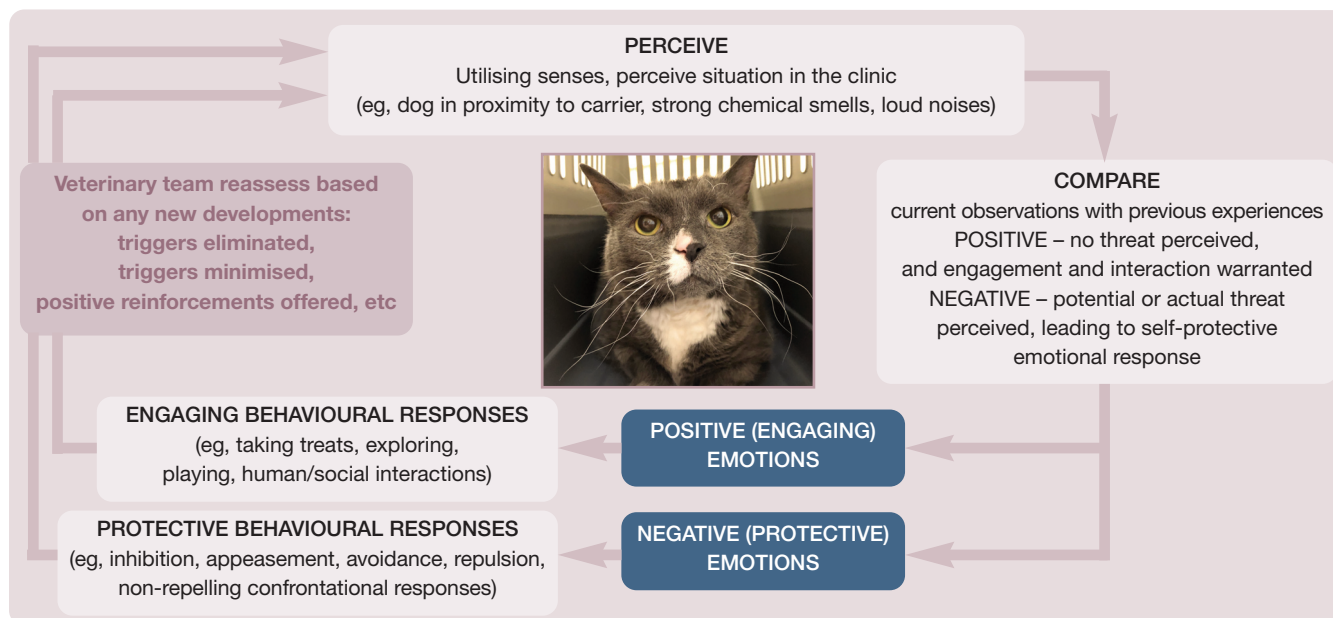 PERCEIVE
Utilising senses, perceive situation in the clinic
(eg, dog in proximity to carrier, strong chemical smells, loud noises)
Veterinary team reassess based
on any new developments:
triggers eliminated,
triggers minimised,
positive reinforcements offered, etc
COMPARE
current observations with previous experiences
POSITIVE – no threat perceived,
and engagement and interaction warranted
NEGATIVE – potential or actual threat
perceived, leading to self-protective
emotional response
ENGAGING BEHAVIOURAL RESPONSES
(eg, taking treats, exploring,
playing, human/social interactions)
POSITIVE (ENGAGING)
EMOTIONS
PROTECTIVE BEHAVIOURAL RESPONSES
(eg, inhibition, appeasement, avoidance, repulsion,
non-repelling confrontational responses)
NEGATIVE (PROTECTIVE)
EMOTIONS